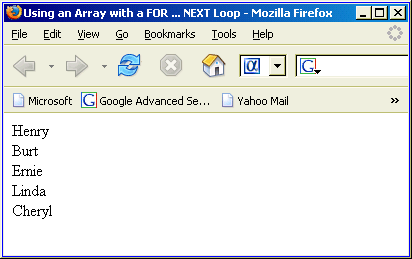 Using an Array with a FOR ... NEXT Loop - Mozilla Firefox
File Edit View Go Bookmarks Tools Help
α G
Microsoft G Google Advanced Se... Yahoo Mail »
Henry
Burt
Ernie
Linda
Cheryl